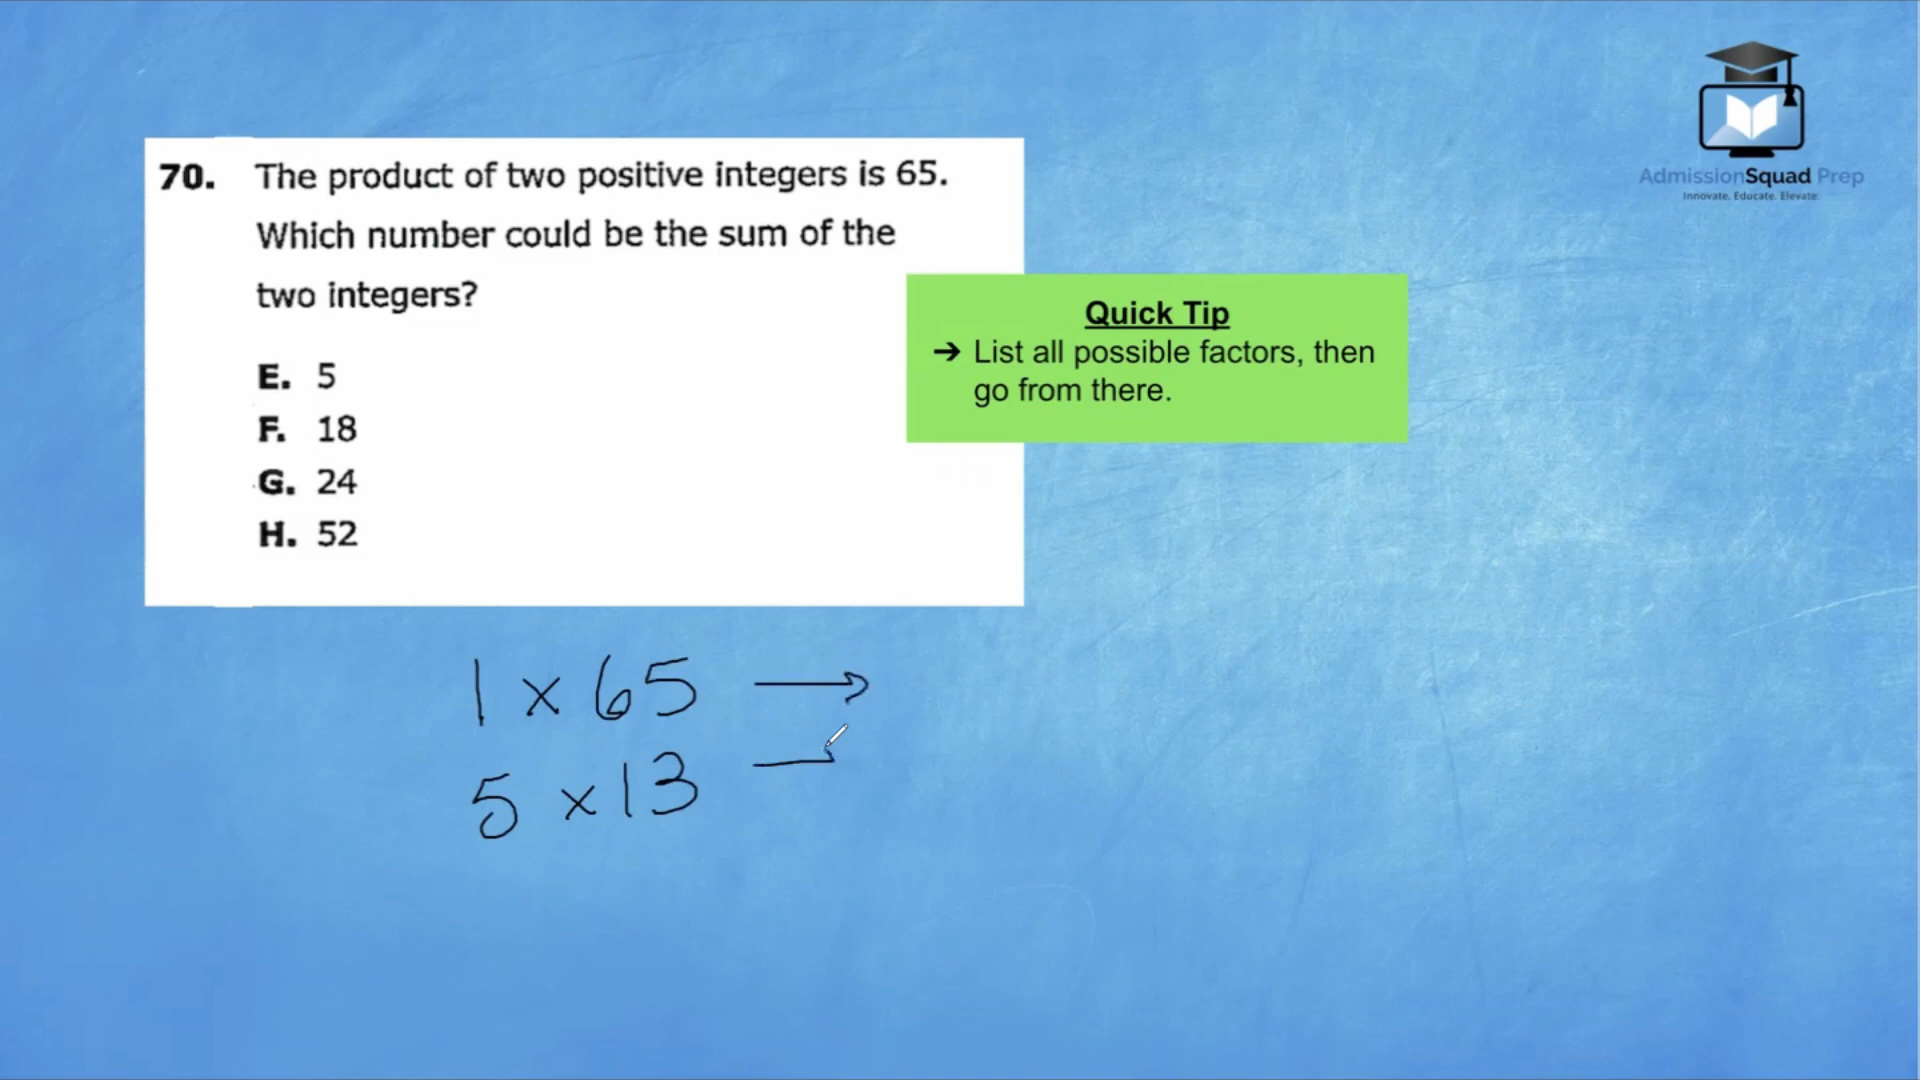 AdmissionSquad Prep
Innovate. Educate. Elevate.
70. The product of two positive integers is 65.
Which number could be the sum of the
two integers?
Quick Tip
➔ List all possible factors, then
go from there.
E. 5
F. 18
G. 24
H. 52
1 x 65 →
5 x 13